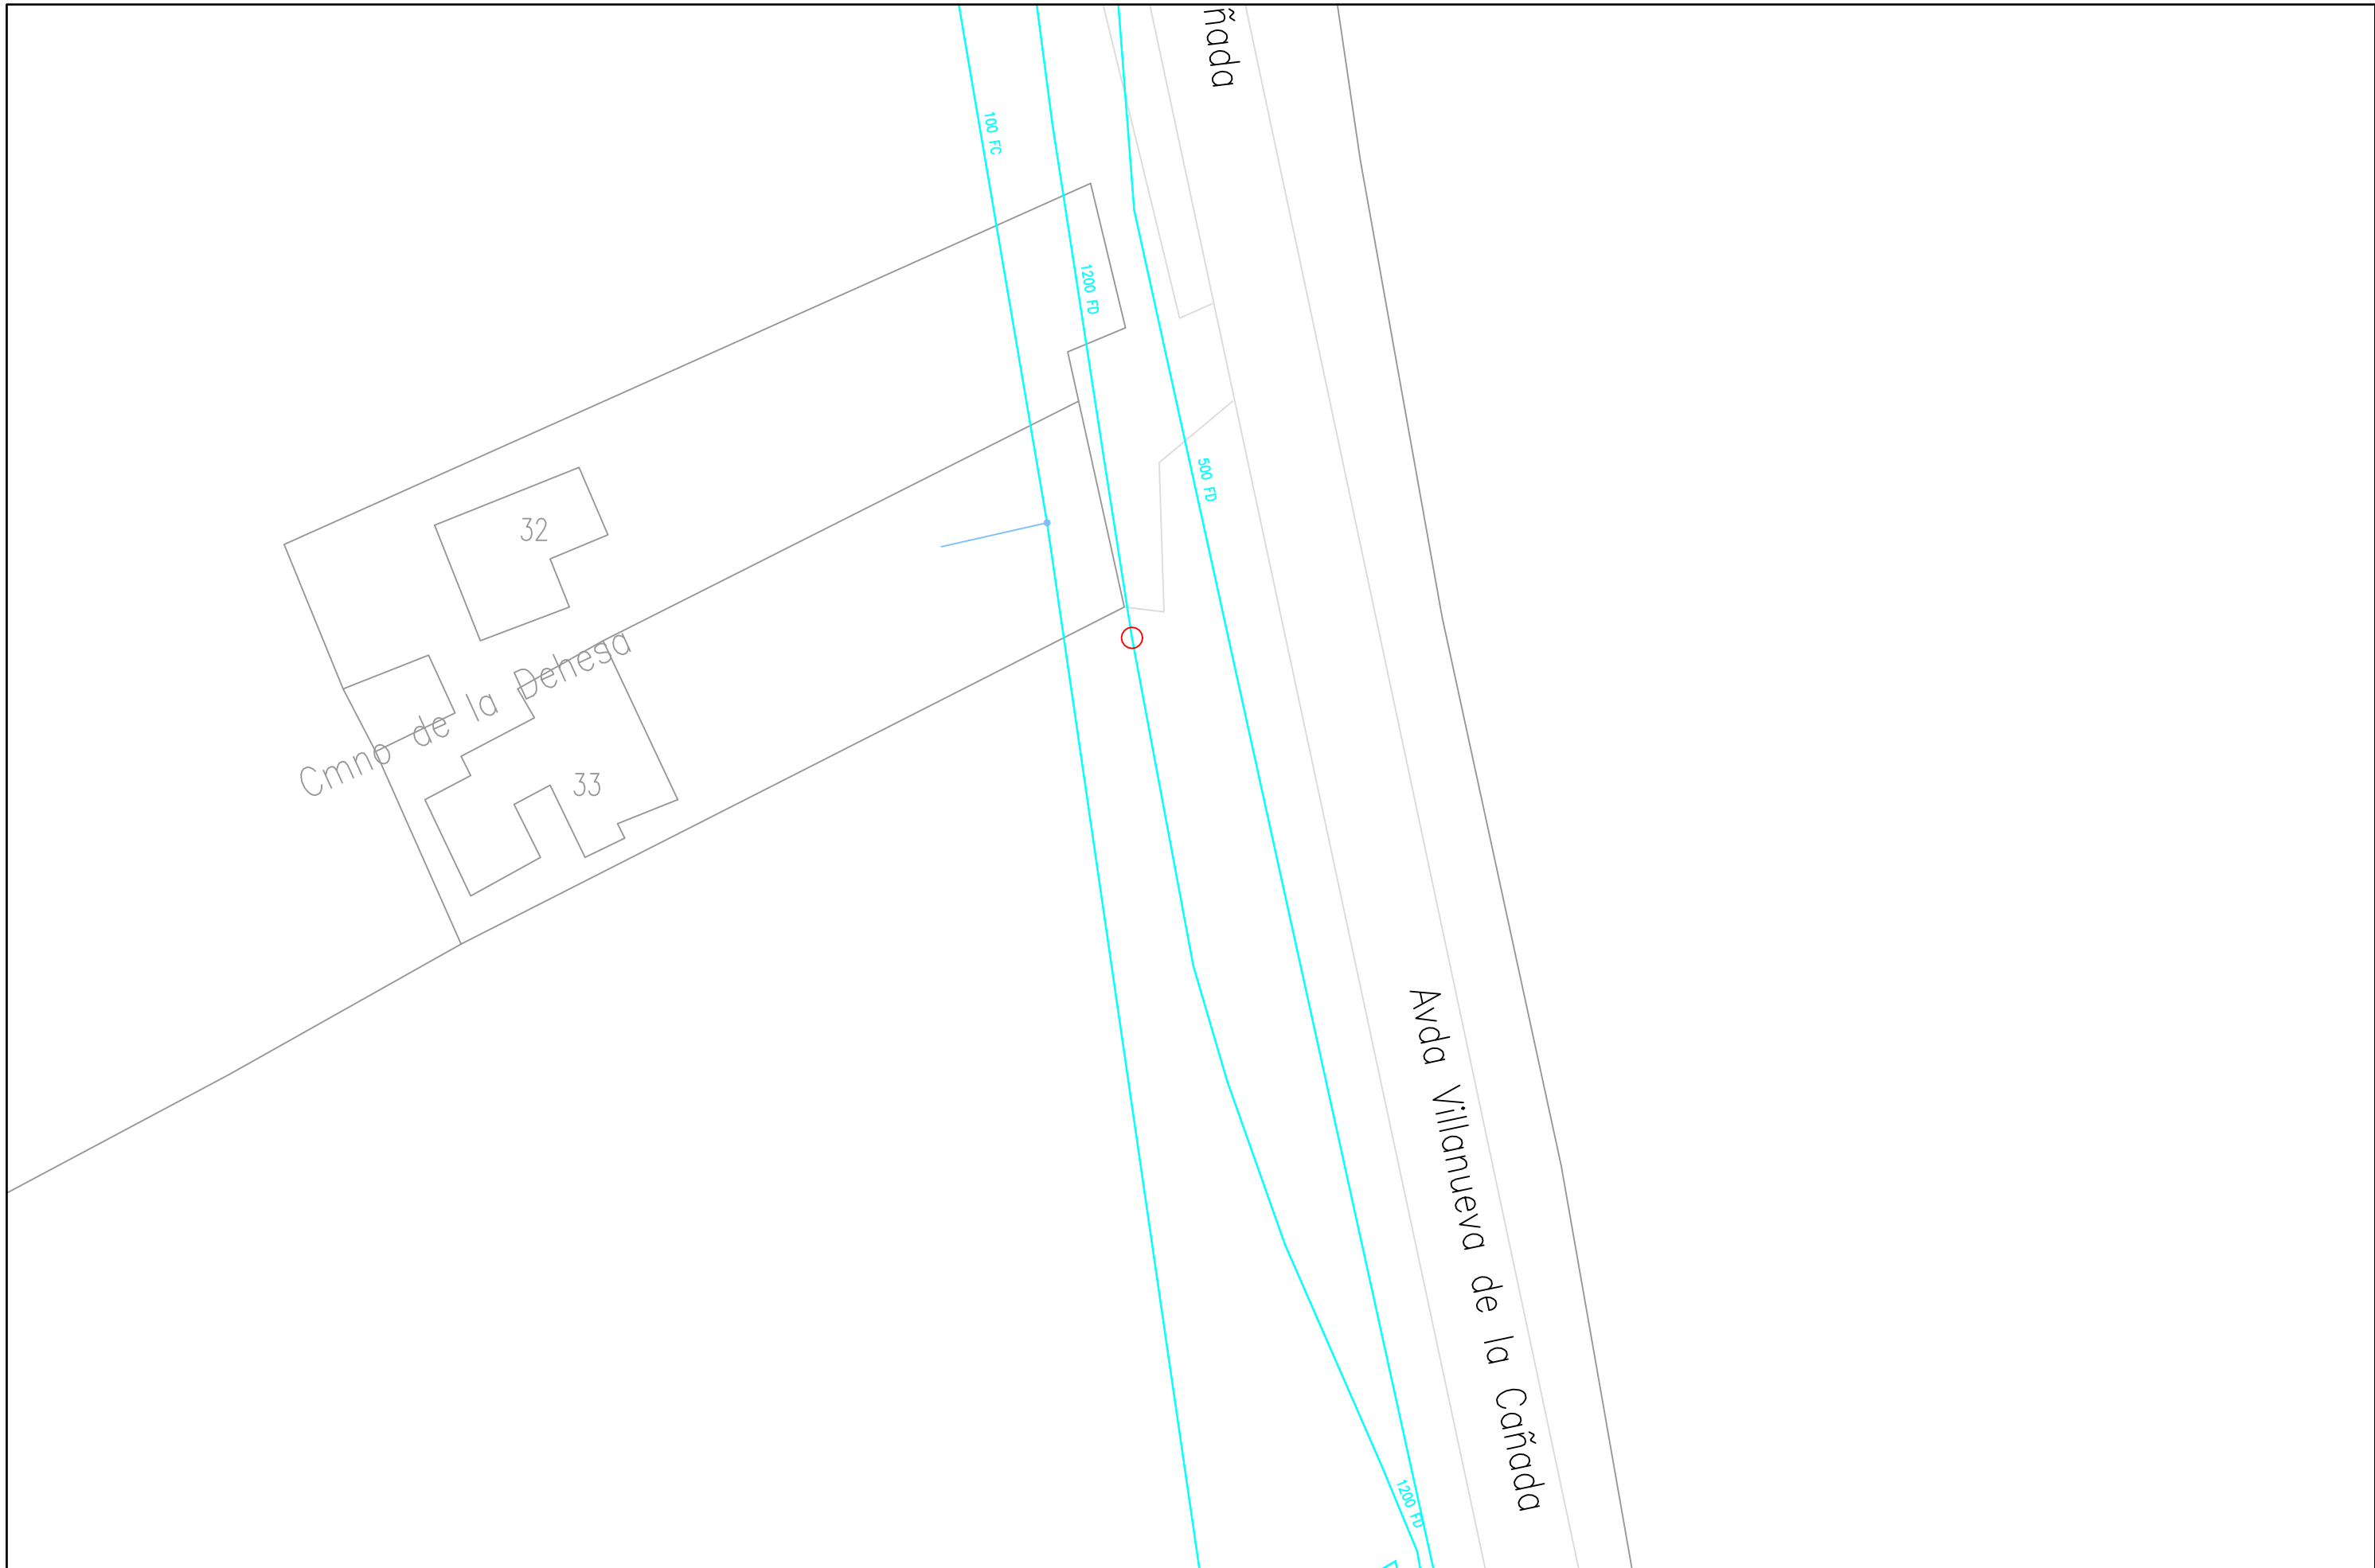 ñada
100 FC
1200 FD
500 FD
32
Cmno de la Dehesa
33
Avda Villanueva de la Cañada
1200 FD